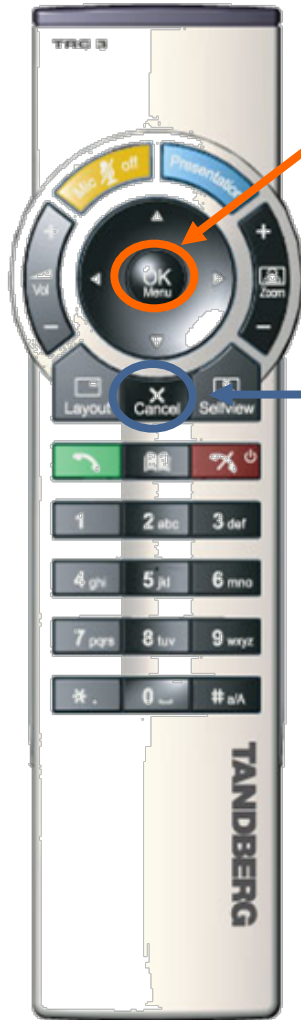 TRC 3
Mic off
Presentation
+ +
Vol
OK
Menu
Zoom
- -
Layout
X
Cancel
Selfview
1 2 abc 3 def
4 ghi 5 jkl 6 mno
7 pqrs 8 tuv 9 wxyz
* . 0 # a/A
TANDBERG